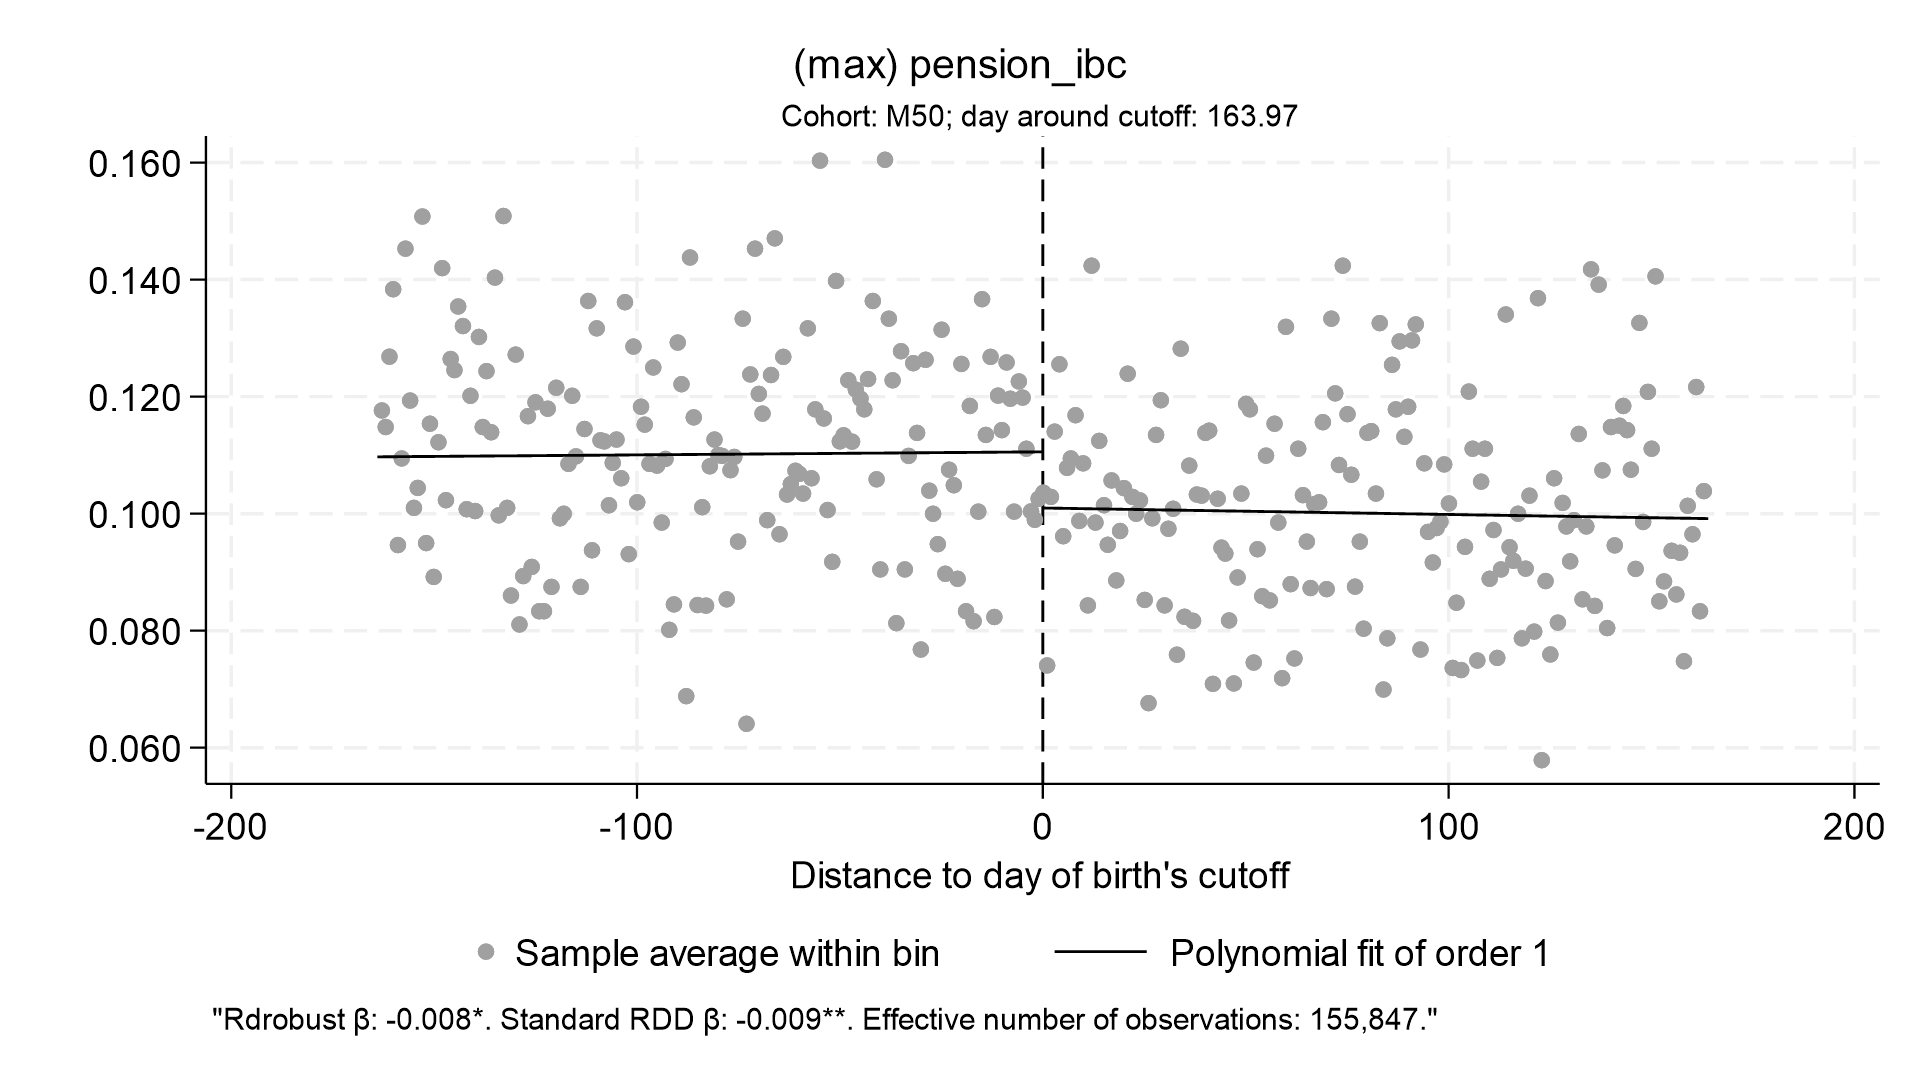 (max) pension_ibc
Cohort: M50; day around cutoff: 163.97
0.160
0.140
0.120
0.100
0.080
0.060
-200 -100 0 100 200
Distance to day of birth's cutoff
Sample average within bin Polynomial fit of order 1
"Rdrobust β: -0.008*. Standard RDD β: -0.009**. Effective number of observations: 155,847."